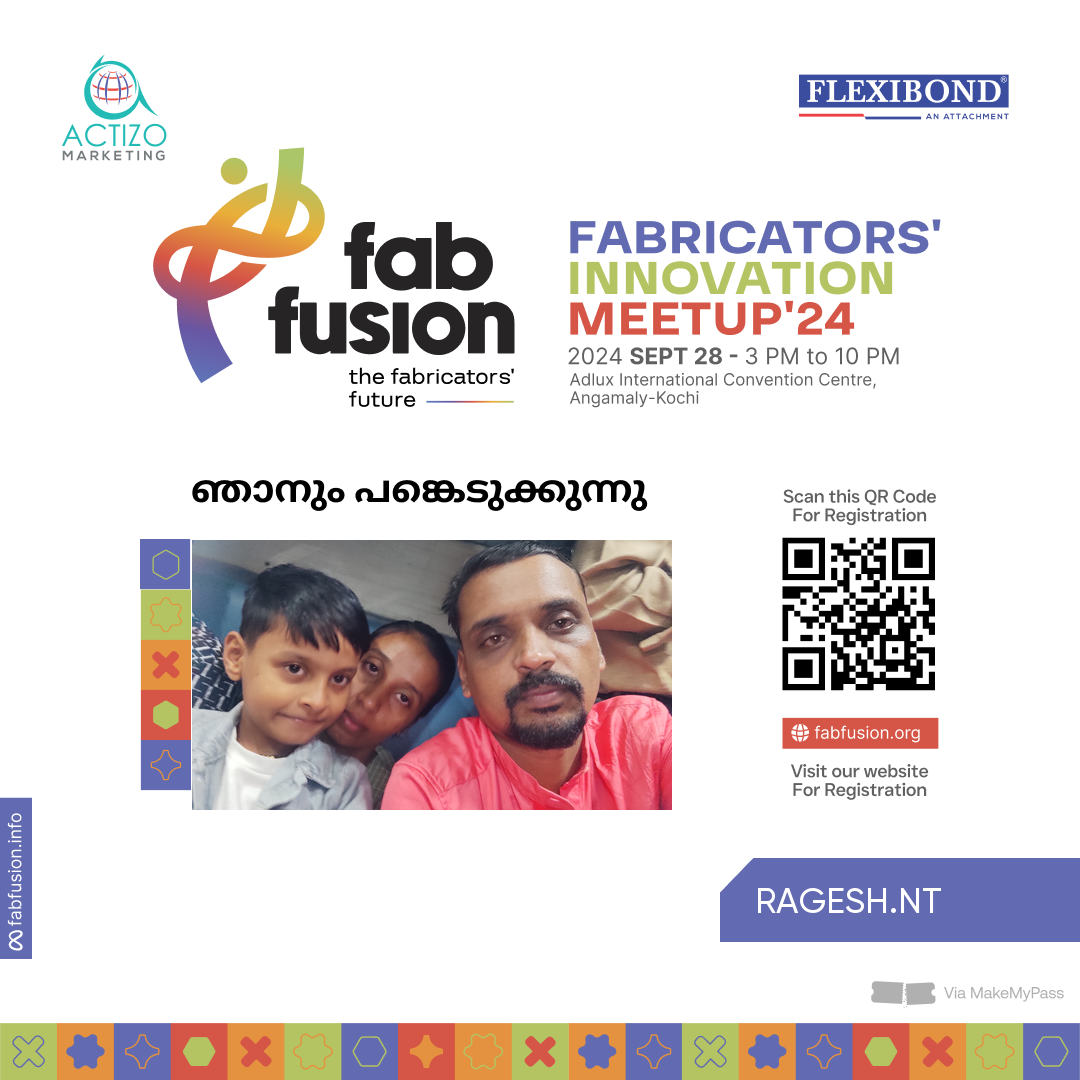 ACTIZO
MARKETING
FLEXIBOND®
AN ATTACHMENT
fab
fusion
the fabricators'
future
FABRICATORS'
INNOVATION
MEETUP'24
2024 SEPT 28 - 3 PM to 10 PM
Adlux International Convention Centre,
Angamaly-Kochi
ഞാനും പങ്കെടുക്കുന്നു
Scan this QR Code
For Registration
fabfusion.org
Visit our website
For Registration
fabfusion.info
RAGESH.NT
Via MakeMyPass